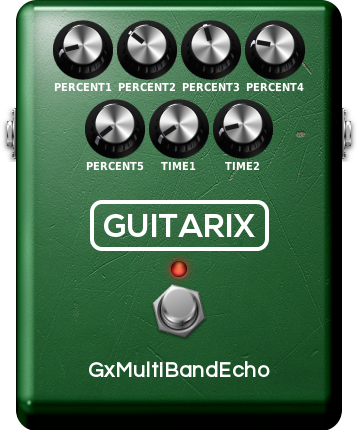 PERCENT1 PERCENT2 PERCENT3 PERCENT4
PERCENT5 TIME1 TIME2
GUITARIX
GxMultiBandEcho